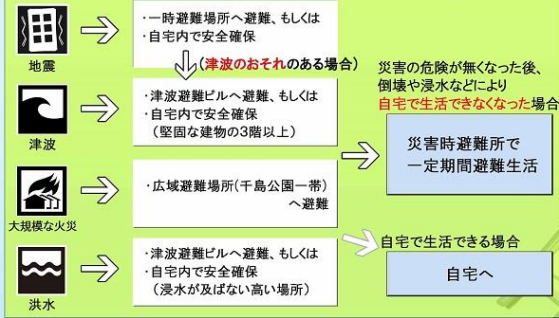 地震
・一時避難場所へ避難、もしくは
・自宅内で安全確保
(津波のおそれのある場合)
津波
・津波避難ビルへ避難、もしくは
・自宅内で安全確保
(堅固な建物の3階以上)
大規模な火災
・広域避難場所(千島公園一帯)
へ避難
洪水
・津波避難ビルへ避難、もしくは
・自宅内で安全確保
(浸水が及ばない高い場所)
災害の危険が無くなった後、
倒壊や浸水などにより
自宅で生活できなくなった場合
災害時避難所で
一定期間避難生活
自宅で生活できる場合
自宅へ